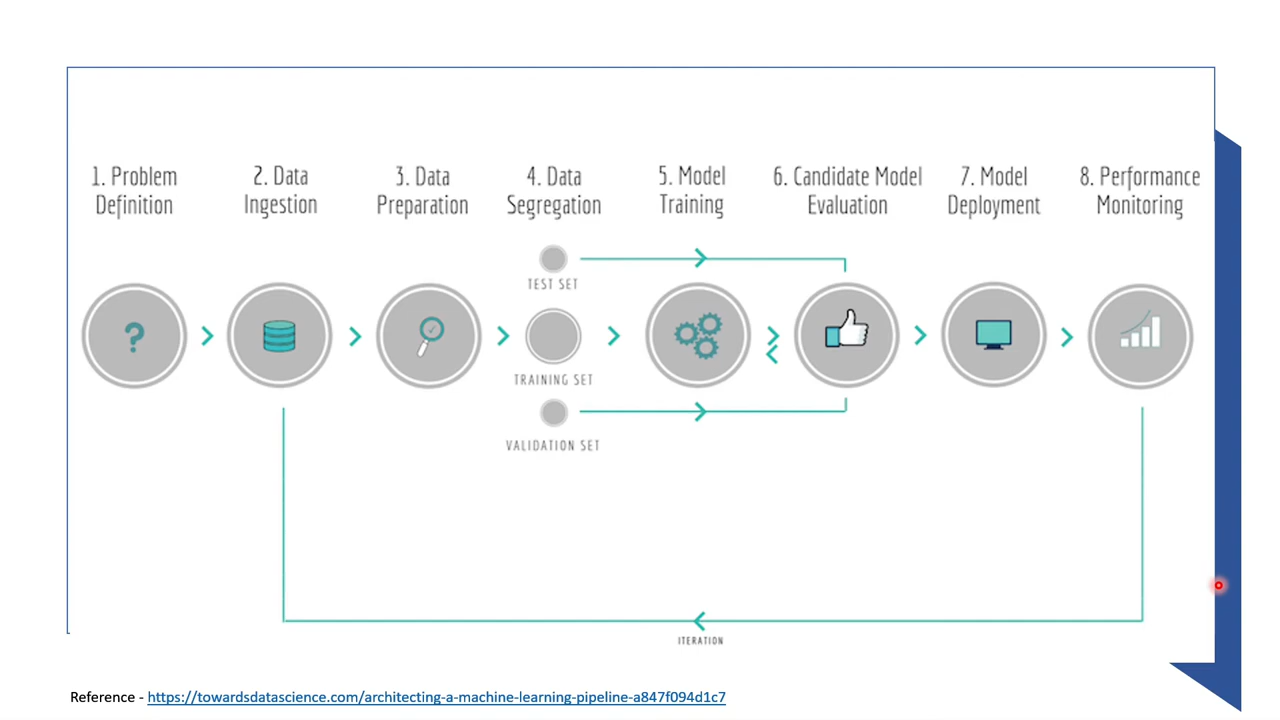 1. Problem
Definition
2. Data
Ingestion
3. Data
Preparation
4. Data
Segregation
5. Model
Training
6. Candidate Model
Evaluation
7. Model
Deployment
8. Performance
Monitoring
TEST SET
?
TRAINING SET
VALIDATION SET
ITERATION
Reference - https://towardsdatascience.com/architecting-a-machine-learning-pipeline-a847f094d1c7